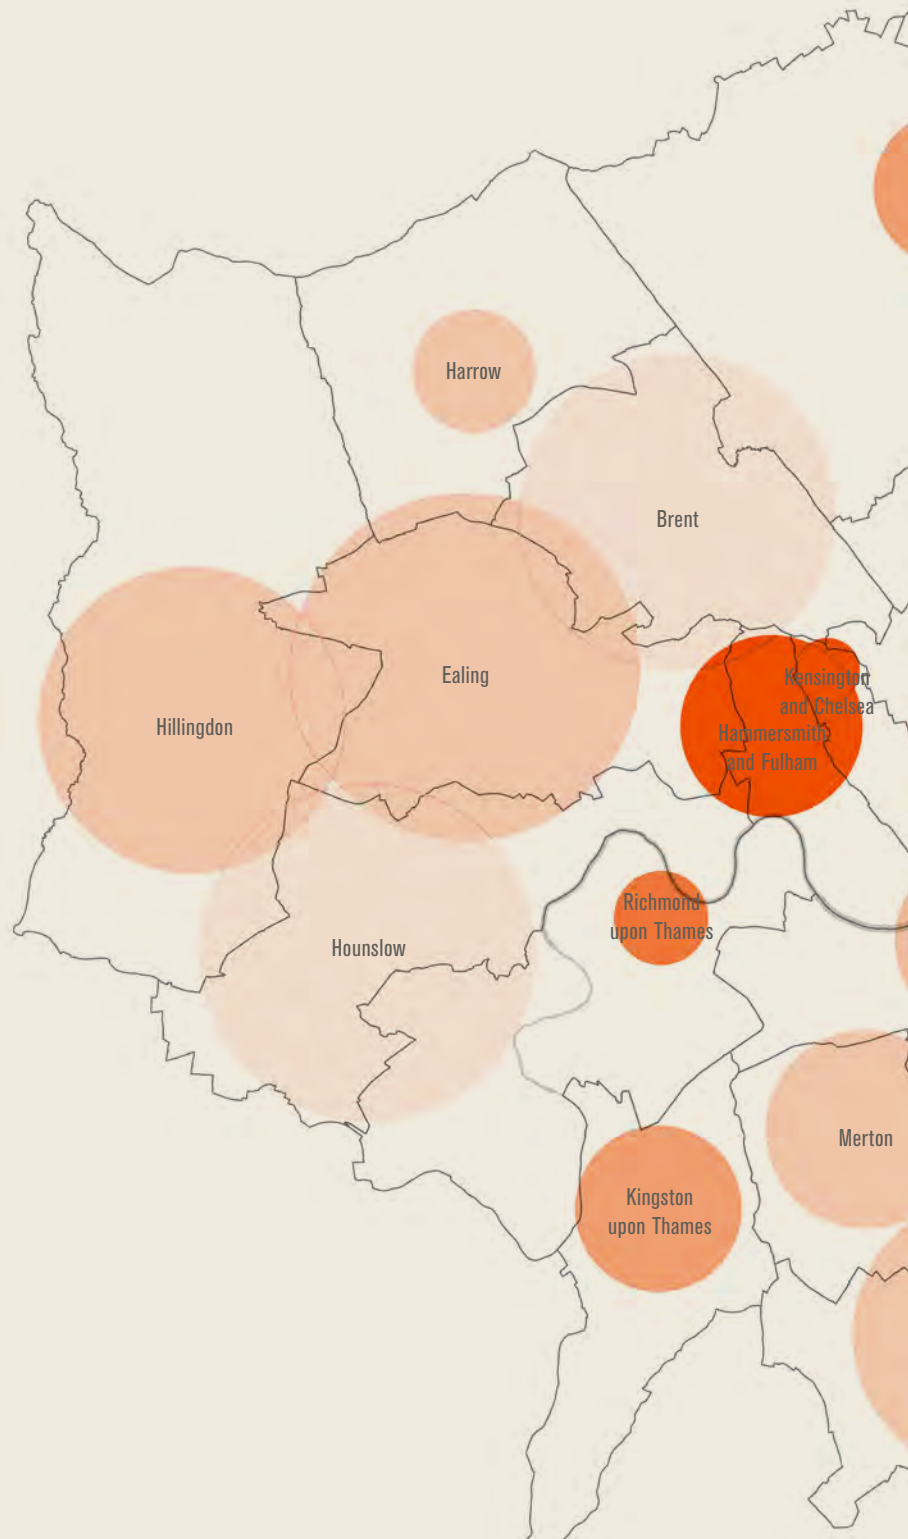 Harrow
Brent
Ealing
Kensington
and Chelsea
Hillingdon
Hammersmith
and Fulham
Richmond
upon Thames
Hounslow
Merton
Kingston
upon Thames